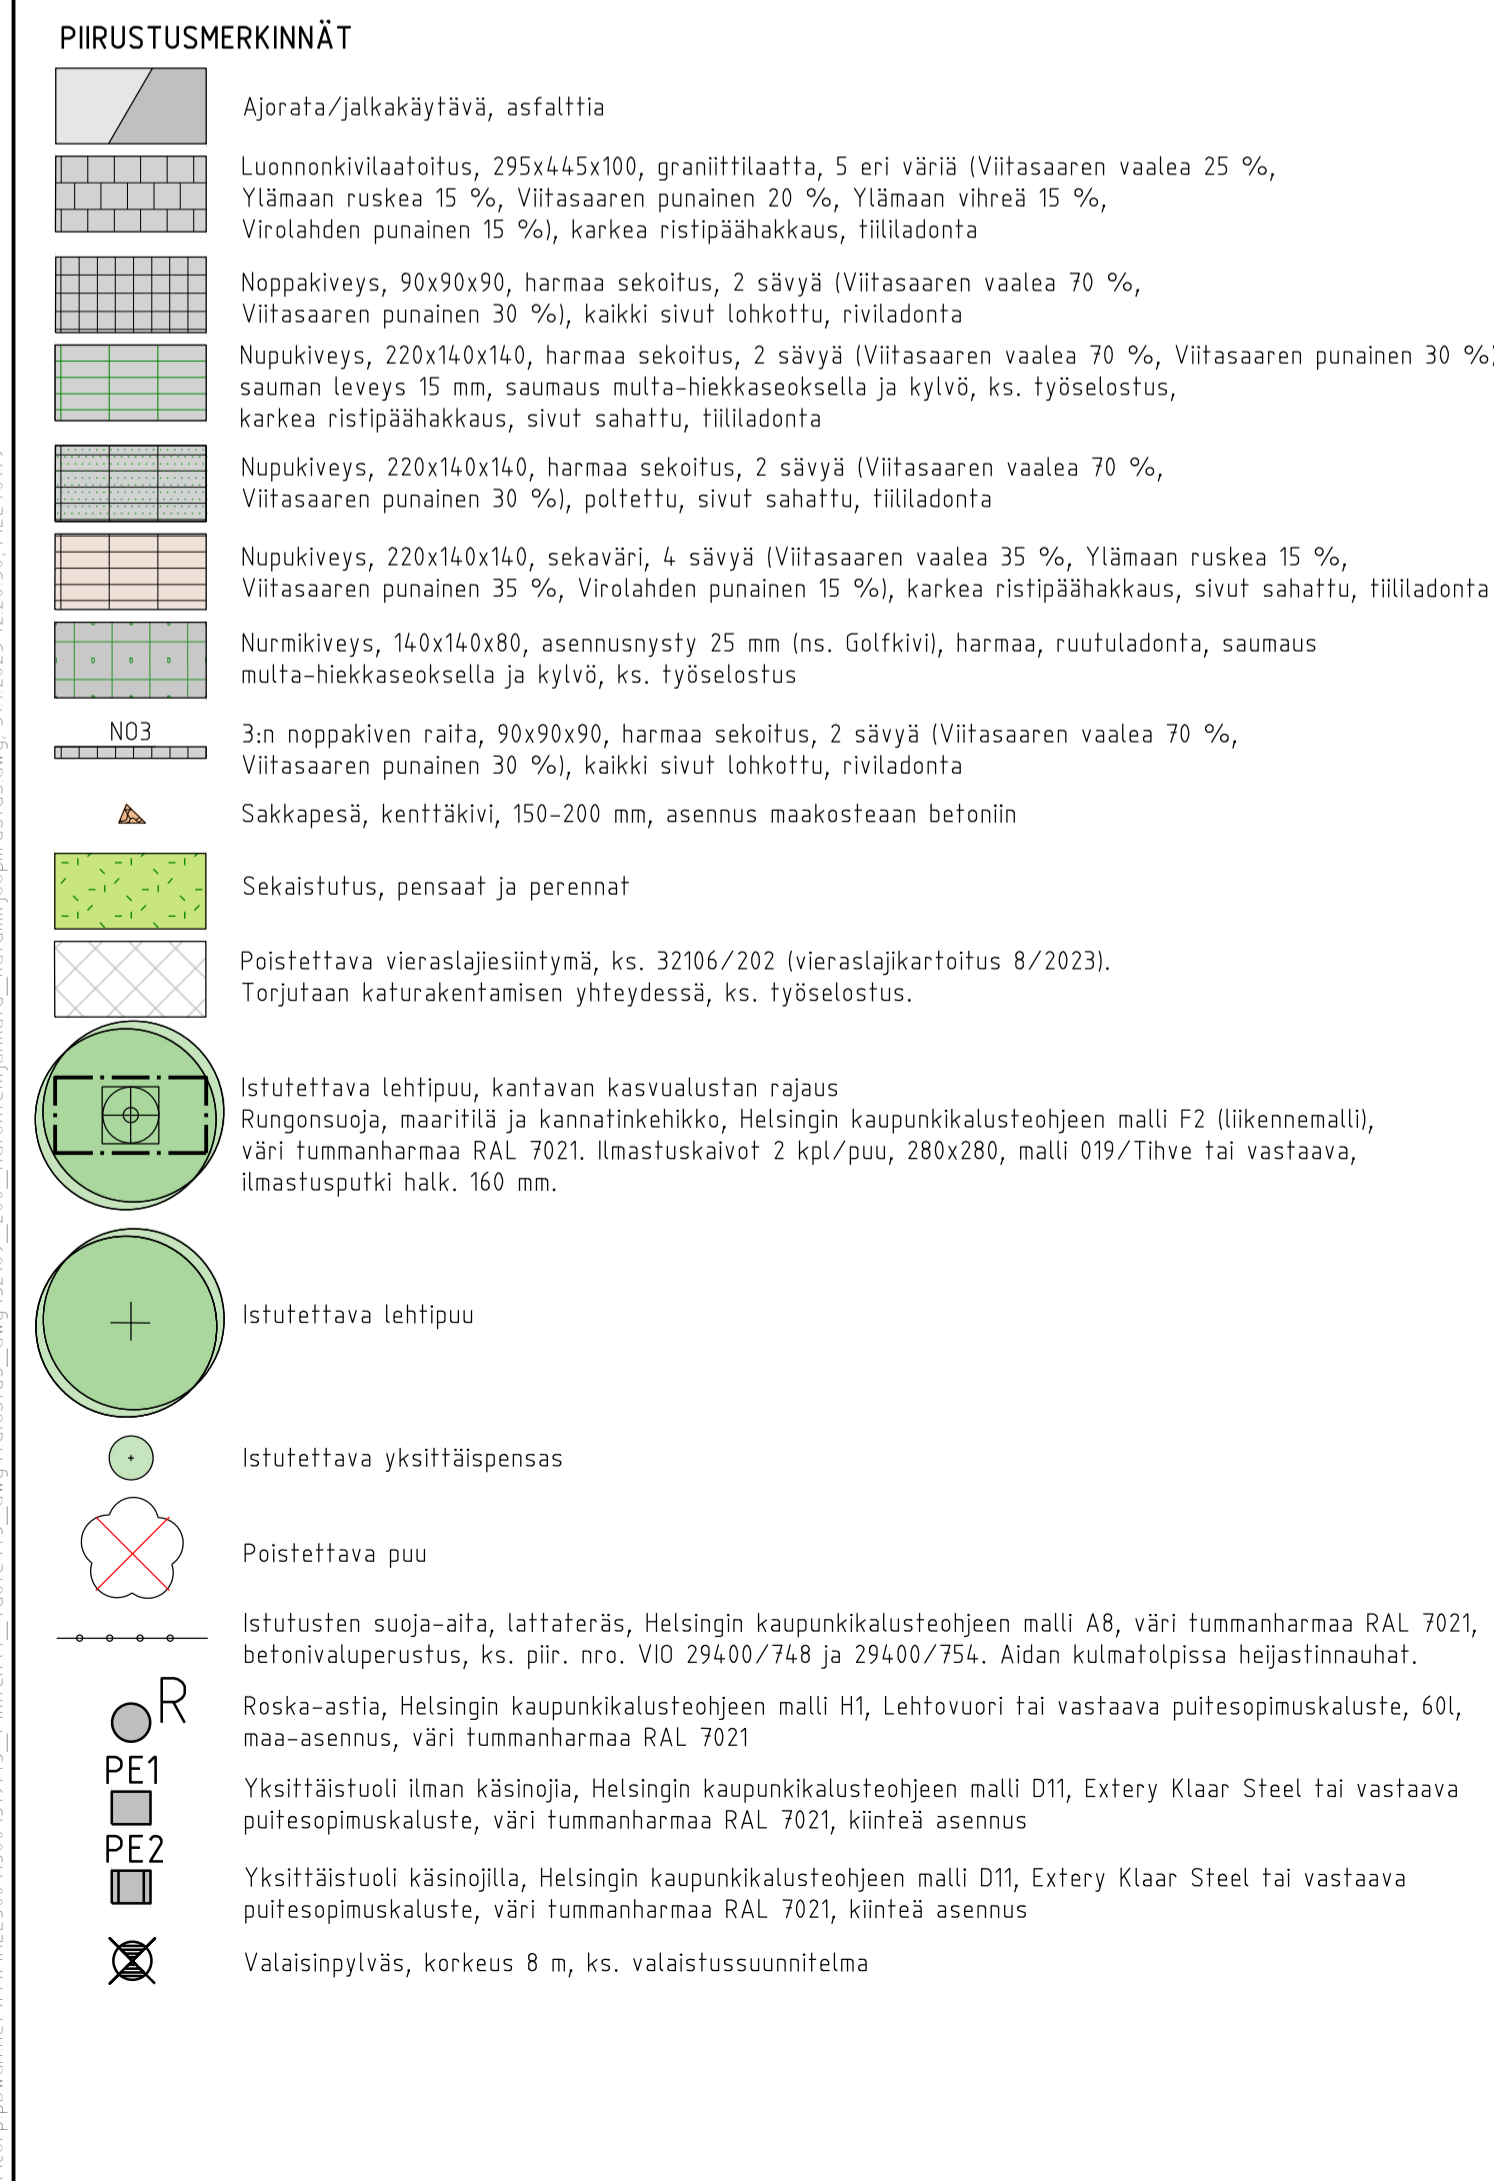 PIIRUSTUSMERKINNÄT
Ajorata/jalkakäytävä, asfalttia
Luonnonkivilaatoitus, 295x445x100, graniittilaatta, 5 eri väriä (Viitasaaren vaalea 25 %,
Ylämaan ruskea 15 %, Viitasaaren punainen 20 %, Ylämaan vihreä 15 %,
Virolahden punainen 15 %), karkea ristipäähakkaus, tiililadonta
Noppakiveys, 90x90x90, harmaa sekoitus, 2 sävyä (Viitasaaren vaalea 70 %,
Viitasaaren punainen 30 %), kaikki sivut lohkottu, riviladonta
Nupukiveys, 220x140x140, harmaa sekoitus, 2 sävyä (Viitasaaren vaalea 70 %, Viitasaaren punainen 30 %)
sauman leveys 15 mm, saumaus multa-hiekkaseoksella ja kylvö, ks. työselostus,
karkea ristipäähakkaus, sivut sahattu, tiililadonta
Nupukiveys, 220x140x140, harmaa sekoitus, 2 sävyä (Viitasaaren vaalea 70 %,
Viitasaaren punainen 30 %), poltettu, sivut sahattu, tiililadonta
Nupukiveys, 220x140x140, sekaväri, 4 sävyä (Viitasaaren vaalea 35 %, Ylämaan ruskea 15 %,
Viitasaaren punainen 35 %, Virolahden punainen 15 %), karkea ristipäähakkaus, sivut sahattu, tiililadonta
Nurmikiveys, 140x140x80, asennusnysty 25 mm (ns. Golfkivi), harmaa, ruutuladonta, saumaus
multa-hiekkaseoksella ja kylvö, ks. työselostus
NO3
3:n noppakiven raita, 90x90x90, harmaa sekoitus, 2 sävyä (Viitasaaren vaalea 70 %,
Viitasaaren punainen 30 %), kaikki sivut lohkottu, riviladonta
Sakkapesä, kenttäkivi, 150-200 mm, asennus maakosteaan betoniin
Sekaistutus, pensaat ja perennat
Poistettava vieraslajiesiintymä, ks. 32106/202 (vieraslajikartoitus 8/2023).
Torjutaan katurakentamisen yhteydessä, ks. työselostus.
Istutettava lehtipuu, kantavan kasvualustan rajaus
Rungonsuoja, maaritilä ja kannatinkehikko, Helsingin kaupunkikalusteohjeen malli F2 (liikennemalli),
väri tummanharmaa RAL 7021. Ilmastuskaivot 2 kpl/puu, 280x280, malli 019/Tihve tai vastaava,
ilmastusputki halk. 160 mm.
Istutettava lehtipuu
Istutettava yksittäispensas
Poistettava puu
Istutusten suoja-aita, lattateräs, Helsingin kaupunkikalusteohjeen malli A8, väri tummanharmaa RAL 7021,
betonivaluperustus, ks. piir. nro. VIO 29400/748 ja 29400/754. Aidan kulmatolpissa heijastinnauhat.
R
Roska-astia, Helsingin kaupunkikalusteohjeen malli H1, Lehtovuori tai vastaava puitesopimuskaluste, 60l,
maa-asennus, väri tummanharmaa RAL 7021
PE1
Yksittäistuoli ilman käsinojia, Helsingin kaupunkikalusteohjeen malli D11, Extery Klaar Steel tai vastaava
puitesopimuskaluste, väri tummanharmaa RAL 7021, kiinteä asennus
PE2
Yksittäistuoli käsinojilla, Helsingin kaupunkikalusteohjeen malli D11, Extery Klaar Steel tai vastaava
puitesopimuskaluste, väri tummanharmaa RAL 7021, kiinteä asennus
Valaisinpylväs, korkeus 8 m, ks. valaistussuunnitelma